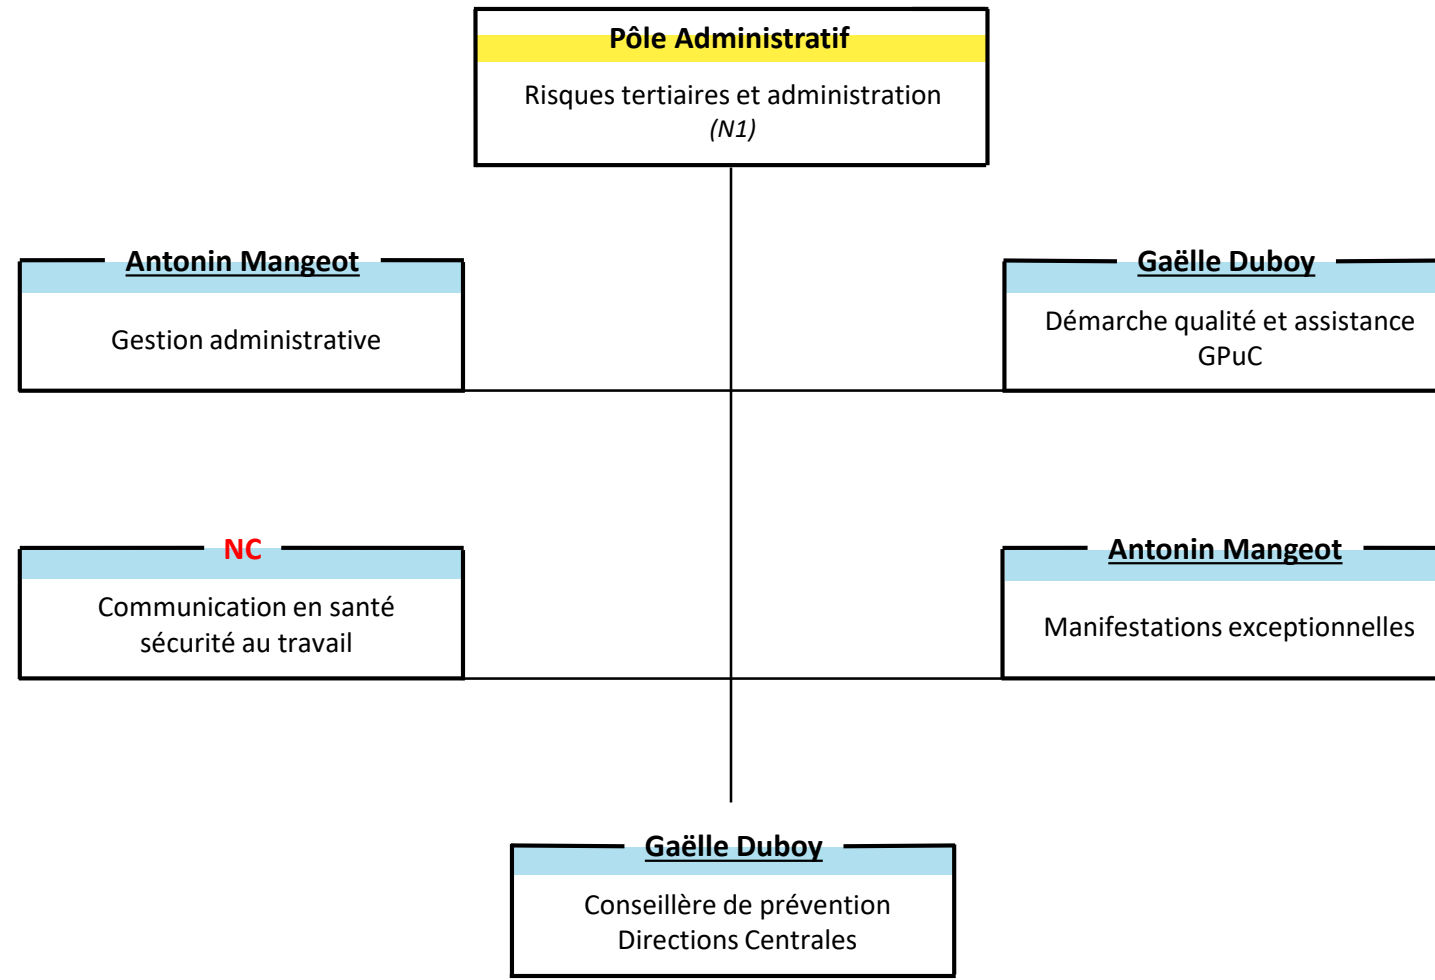 Pôle Administratif
Risques tertiaires et administration
(N1)
Antonin Mangeot
Gestion administrative
Gaëlle Duboy
Démarche qualité et assistance
GPuC
NC
Communication en santé
sécurité au travail
Antonin Mangeot
Manifestations exceptionnelles
Gaëlle Duboy
Conseillère de prévention
Directions Centrales